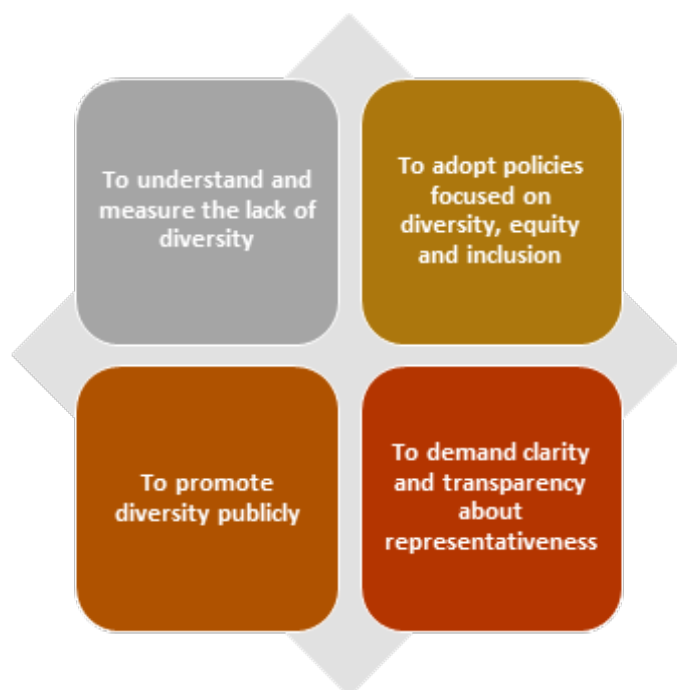 To understand and
measure the lack of
diversity
To adopt policies
focused on
diversity, equity
and inclusion
To promote
diversity publicly
To demand clarity
and transparency
about
representativeness